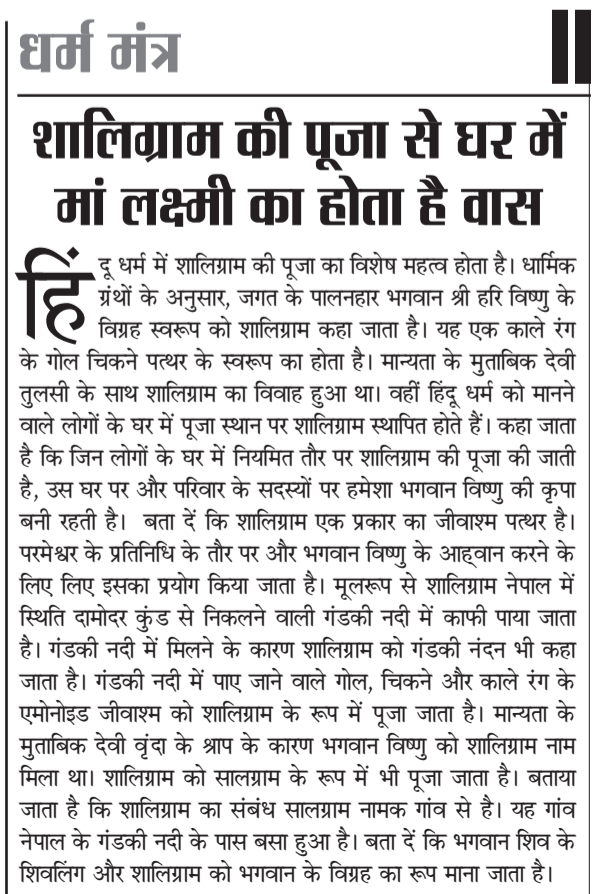 धर्म मंत्र
शालिग्राम की पूजा से घर में
मां लक्ष्मी का होता है वास
हिंदू धर्म में शालिग्राम की पूजा का विशेष महत्व होता है। धार्मिक
ग्रंथों के अनुसार, जगत के पालनहार भगवान श्री हरि विष्णु के
विग्रह स्वरूप को शालिग्राम कहा जाता है। यह एक काले रंग
के गोल चिकने पत्थर के स्वरूप का होता है। मान्यता के मुताबिक देवी
तुलसी के साथ शालिग्राम का विवाह हुआ था। वहीं हिंदू धर्म को मानने
वाले लोगों के घर में पूजा स्थान पर शालिग्राम स्थापित होते हैं। कहा जाता
है कि जिन लोगों के घर में नियमित तौर पर शालिग्राम की पूजा की जाती
है, उस घर पर और परिवार के सदस्यों पर हमेशा भगवान विष्णु की कृपा
बनी रहती है। बता दें कि शालिग्राम एक प्रकार का जीवाश्म पत्थर है।
परमेश्वर के प्रतिनिधि के तौर पर और भगवान विष्णु के आह्वान करने के
लिए लिए इसका प्रयोग किया जाता है। मूलरूप से शालिग्राम नेपाल में
स्थिति दामोदर कुंड से निकलने वाली गंडकी नदी में काफी पाया जाता
है। गंडकी नदी में मिलने के कारण शालिग्राम को गंडकी नंदन भी कहा
जाता है। गंडकी नदी में पाए जाने वाले गोल, चिकने और काले रंग के
एमोनोइड जीवाश्म को शालिग्राम के रूप में पूजा जाता है। मान्यता के
मुताबिक देवी वृंदा के श्राप के कारण भगवान विष्णु को शालिग्राम नाम
मिला था। शालिग्राम को सालग्राम के रूप में भी पूजा जाता है। बताया
जाता है कि शालिग्राम का संबंध सालग्राम नामक गांव से है। यह गांव
नेपाल के गंडकी नदी के पास बसा हुआ है। बता दें कि भगवान शिव के
शिवलिंग और शालिग्राम को भगवान के विग्रह का रूप माना जाता है।